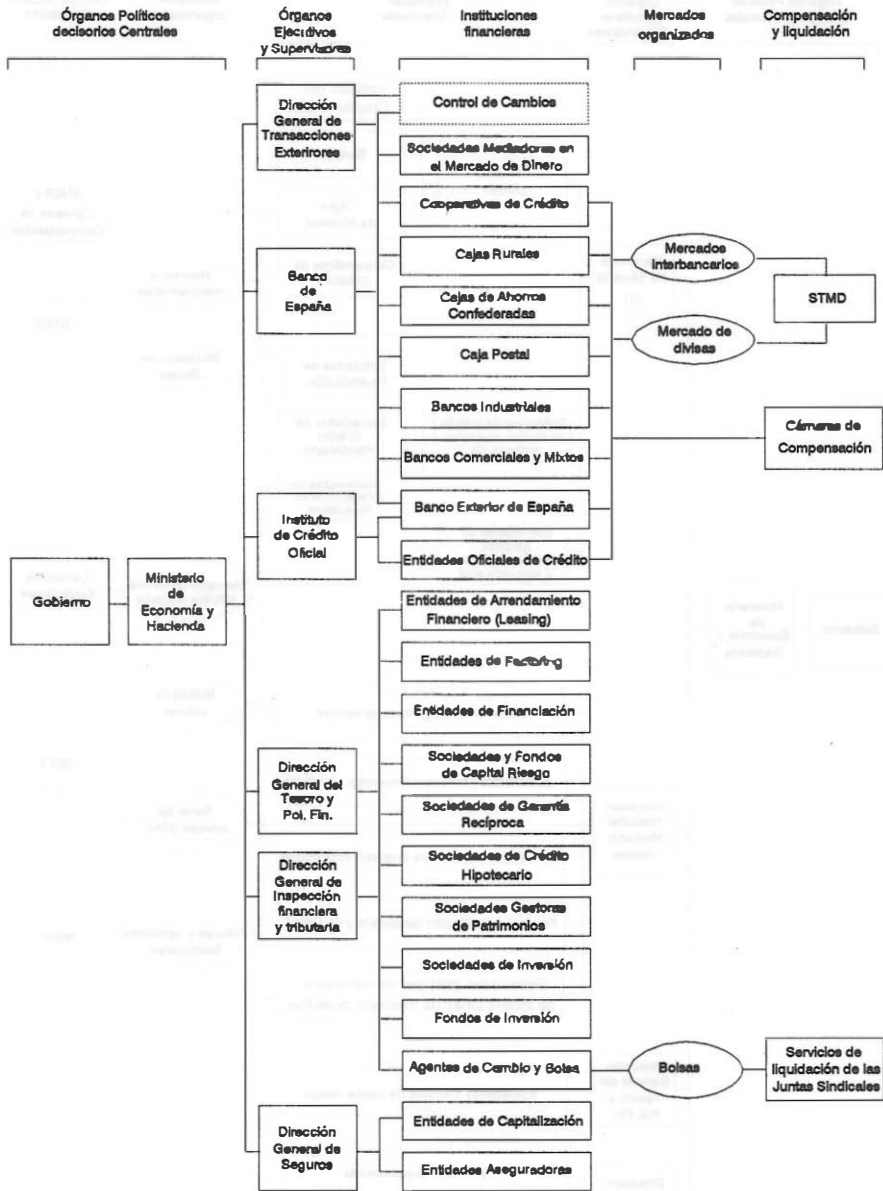 Órganos Políticos
decisorios Centrales
Órganos
Ejecutivos
y Supervisores
Instituciones
financieras
Mercados
organizados
Compensación
y liquidación
Dirección
General de
Transacciones
Exterirores
Control de Cambios
Sociedades Mediadoras en
el Mercado de Dinero
Cooperativas de Crédito
Cajas Rurales
Mercados
interbancarios
Banco
de
España
Cajas de Ahorros
Confederadas
STMD
Mercado de
divisas
Caja Postal
Bancos Industriales
Cámaras de
Compensación
Bancos Comerciales y Mixtos
Instituto
de Crédito
Oficial
Banco Exterior de España
Entidades Oficiales de Crédito
Gobierno
Ministerio
de
Economía y
Hacienda
Entidades de Arrendamiento
Financiero (Leasing)
Entidades de Factoring
Entidades de Financiación
Dirección
General del
Tesoro y
Pol. Fin.
Sociedades y Fondos
de Capital Riesgo
Sociedades de Garantía
Recíproca
Dirección
General de
Inspección
financiera
y tributaria
Sociedades de Crédito
Hipotecario
Sociedades Gestoras
de Patrimonios
Sociedades de Inversión
Fondos de Inversión
Agentes de Cambio y Bolsa
Bolsas
Servicios de
liquidación de las
Juntas Sindicales
Dirección
General de
Seguros
Entidades de Capitalización
Entidades Aseguradoras